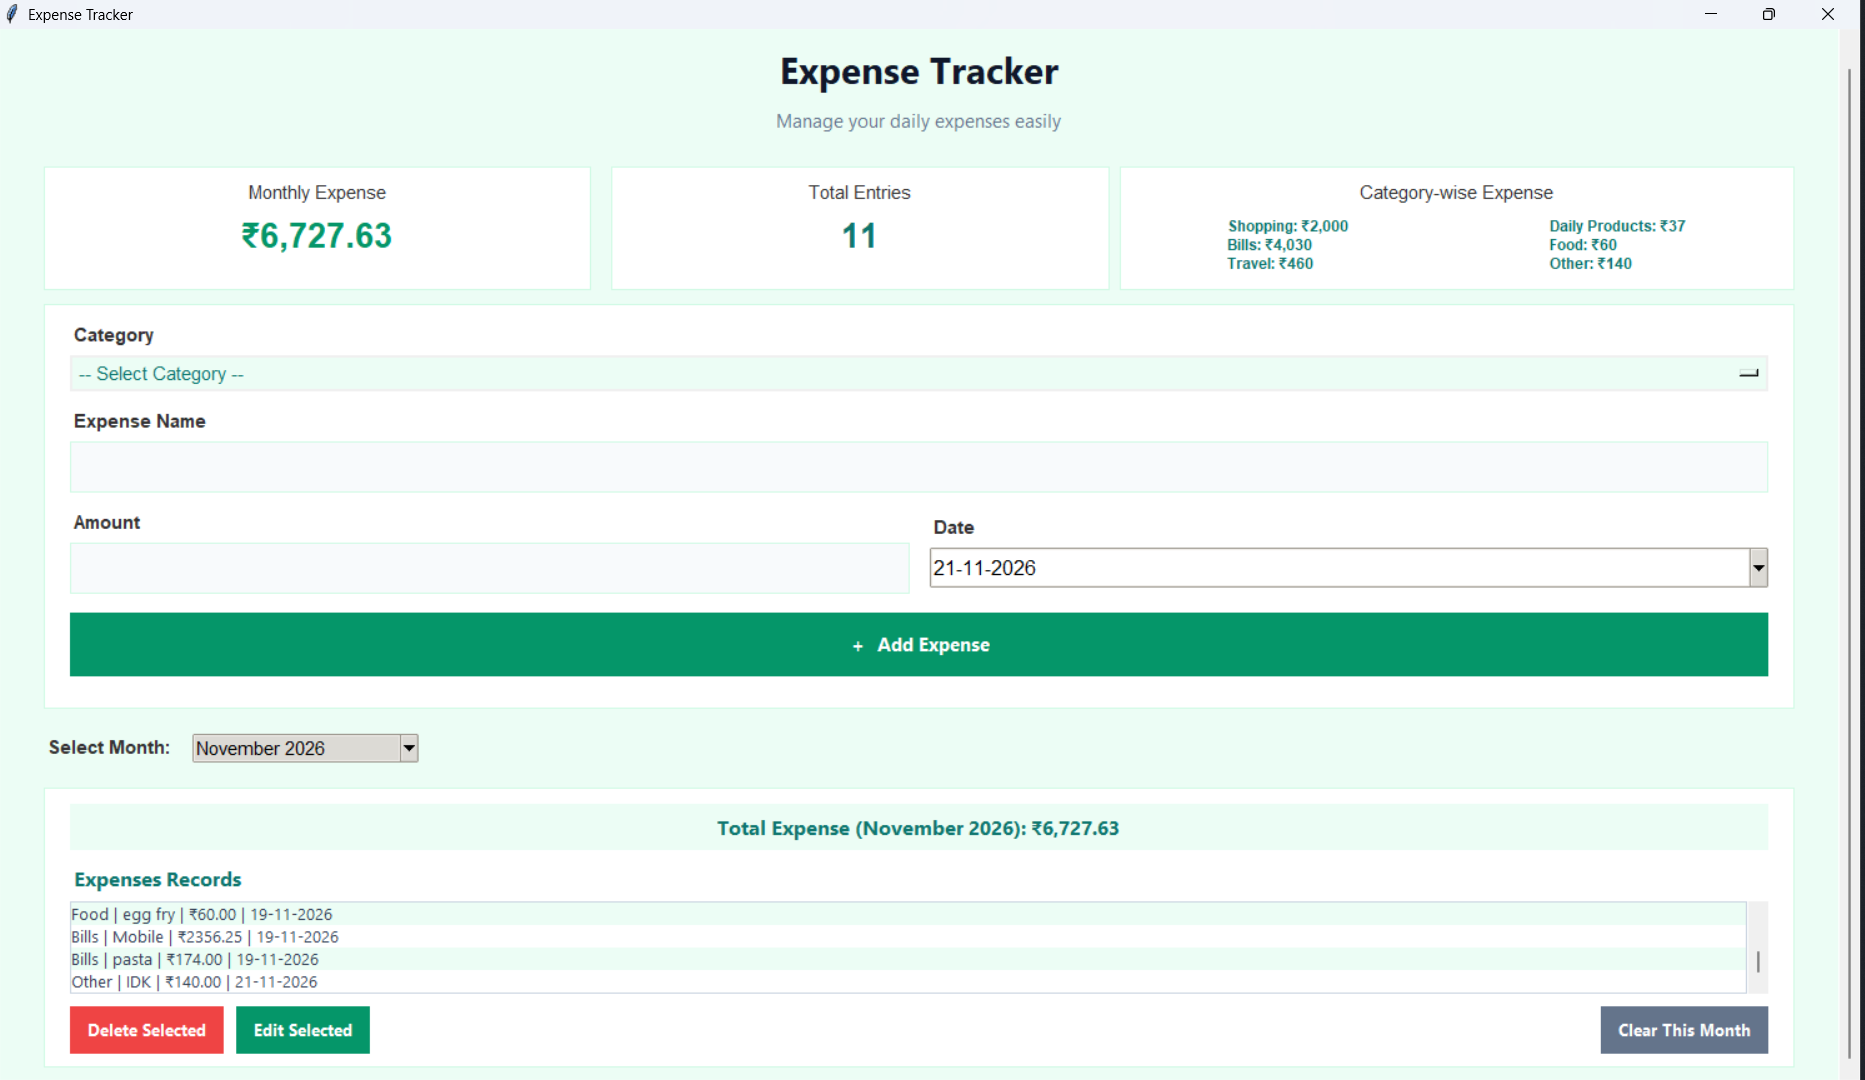 Expense Tracker
Expense Tracker
Manage your daily expenses easily
Monthly Expense
₹6,727.63
Total Entries
11
Category-wise Expense
Shopping: ₹2,000
Bills: ₹4,030
Travel: ₹460
Daily Products: ₹37
Food: ₹60
Other: ₹140
Category
-- Select Category --
Expense Name
Amount
Date
21-11-2026
+ Add Expense
Select Month:
November 2026
Total Expense (November 2026): ₹6,727.63
Expenses Records
Food | egg fry | ₹60.00 | 19-11-2026
Bills | Mobile | ₹2356.25 | 19-11-2026
Bills | pasta | ₹174.00 | 19-11-2026
Other | IDK | ₹140.00 | 21-11-2026
Delete Selected
Edit Selected
Clear This Month